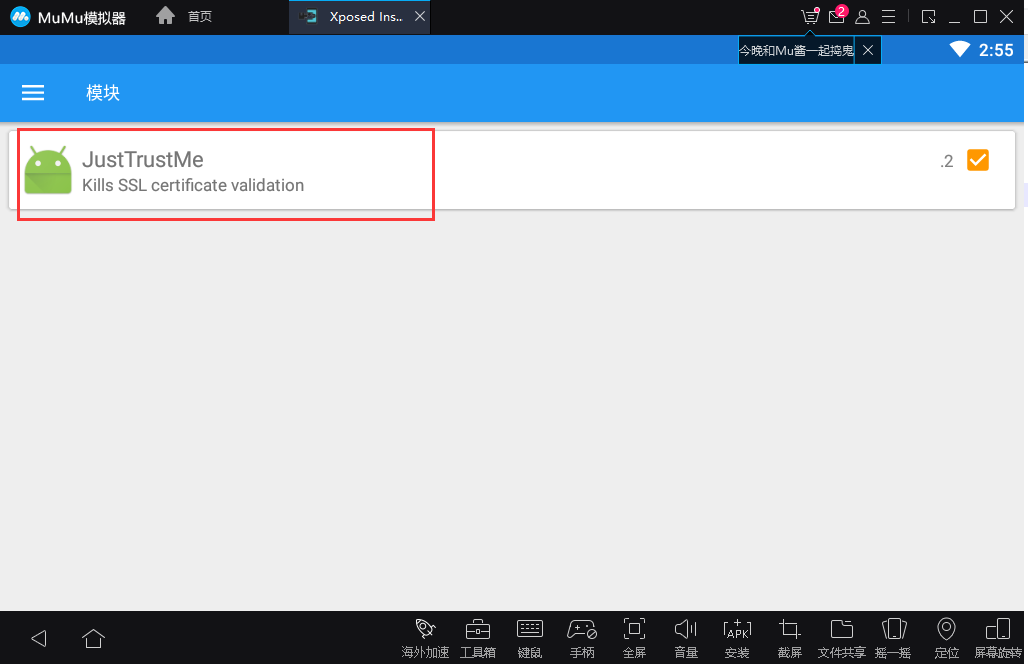 MuMu模拟器
首页
Xposed Ins..
2
今晚和Mu酱一起捣鬼
2:55
模块
JustTrustMe
.2
Kills SSL certificate validation
APK
海外加速
工具箱
键鼠
手柄
全屏
音量
安装
截屏
文件共享
摇一摇
定位
屏幕旋转